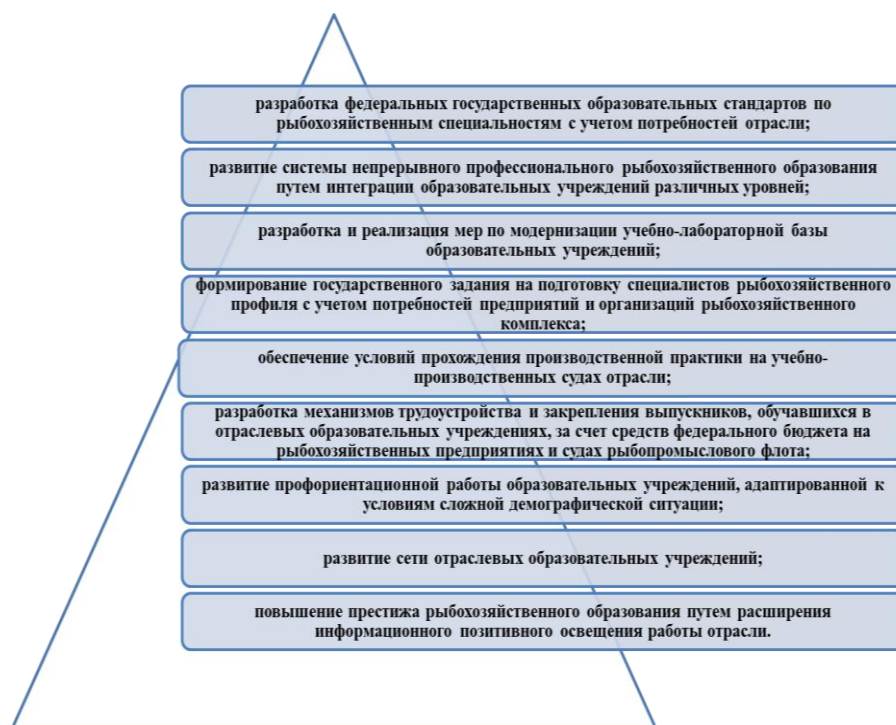 разработка федеральных государственных образовательных стандартов по
рыбохозяйственным специальностям с учетом потребностей отрасли;
развитие системы непрерывного профессионального рыбохозяйственного образования
путем интеграции образовательных учреждений различных уровней;
разработка и реализация мер по модернизации учебно-лабораторной базы
образовательных учреждений;
формирование государственного задания на подготовку специалистов рыбохозяйственного
профиля с учетом потребностей предприятий и организаций рыбохозяйственного
комплекса;
обеспечение условий прохождения производственной практики на учебно-
производственных судах отрасли;
разработка механизмов трудоустройства и закрепления выпускников, обучавшихся в
отраслевых образовательных учреждениях, за счет средств федерального бюджета на
рыбохозяйственных предприятиях и судах рыбопромыслового флота;
развитие профориентационной работы образовательных учреждений, адаптированной к
условиям сложной демографической ситуации;
развитие сети отраслевых образовательных учреждений;
повышение престижа рыбохозяйственного образования путем расширения
информационного позитивного освещения работы отрасли.